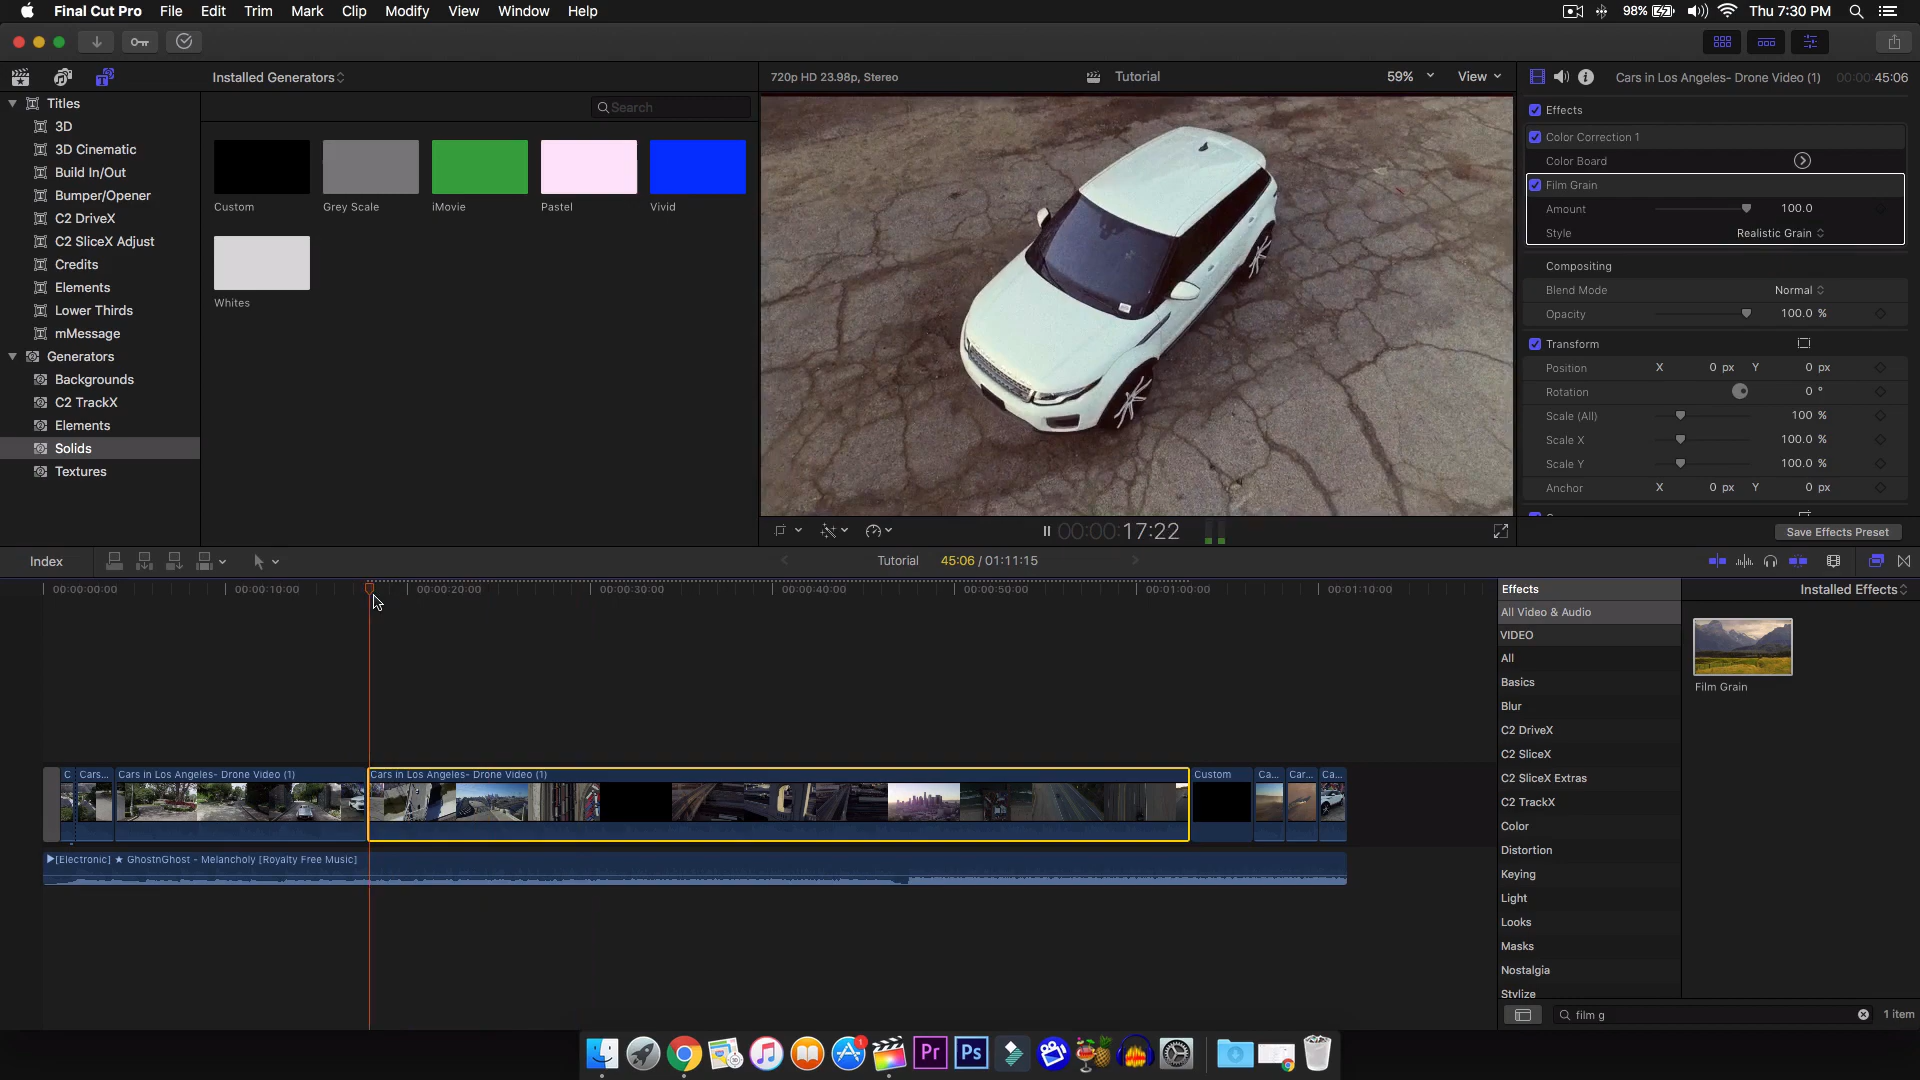 Final Cut Pro File Edit Trim Mark Clip Modify View Window Help
98% Thu 7:30 PM
Installed Generators
720p HD 23.98p, Stereo
Tutorial
59%
View
Cars in Los Angeles- Drone Video (1)
00:00:45:06
Search
Titles
3D
3D Cinematic
Build In/Out
Bumper/Opener
C2 DriveX
C2 SliceX Adjust
Credits
Elements
Lower Thirds
mMessage
Generators
Backgrounds
C2 TrackX
Elements
Solids
Textures
Custom
Grey Scale
iMovie
Pastel
Vivid
Whites
Effects
Color Correction 1
Color Board
Film Grain
Amount 100.0
Style Realistic Grain
Compositing
Blend Mode Normal
Opacity 100.0 %
Transform
Position X 0 px Y 0 px
Rotation 0 °
Scale (All) 100 %
Scale X 100.0 %
Scale Y 100.0 %
Anchor X 0 px Y 0 px
00:00:17:22
Save Effects Preset
Index
Tutorial 45:06 / 01:11:15
00:00:00:00
00:00:10:00
00:00:20:00
00:00:30:00
00:00:40:00
00:00:50:00
00:01:00:00
00:01:10:00
C
Cars...
Cars in Los Angeles- Drone Video (1)
Cars in Los Angeles- Drone Video (1)
Custom
Ca...
Car...
Ca...
[Electronic] ★ GhostnGhost - Melancholy [Royalty Free Music]
Effects
Installed Effects
All Video & Audio
VIDEO
All
Basics
Blur
C2 DriveX
C2 SliceX
C2 SliceX Extras
C2 TrackX
Color
Distortion
Keying
Light
Looks
Masks
Nostalgia
Stylize
Film Grain
film g
1 item
1
Pr
Ps